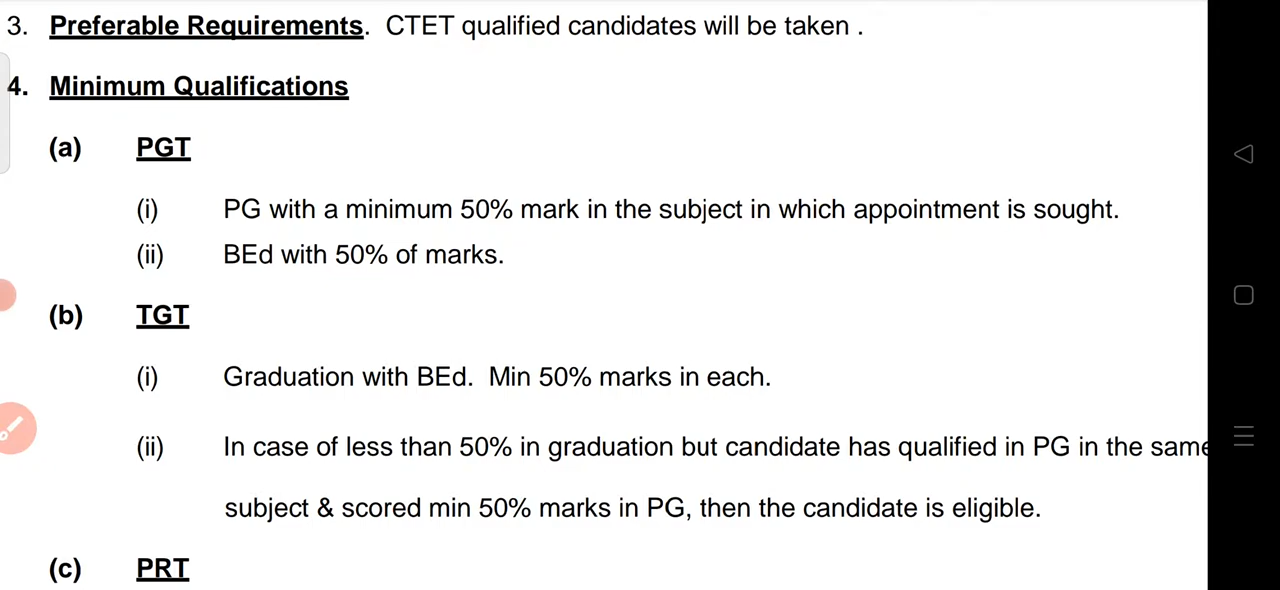 3. Preferable Requirements. CTET qualified candidates will be taken .
4. Minimum Qualifications
(a) PGT
(i) PG with a minimum 50% mark in the subject in which appointment is sought.
(ii) BEd with 50% of marks.
(b) TGT
(i) Graduation with BEd. Min 50% marks in each.
(ii) In case of less than 50% in graduation but candidate has qualified in PG in the same
subject & scored min 50% marks in PG, then the candidate is eligible.
(c) PRT